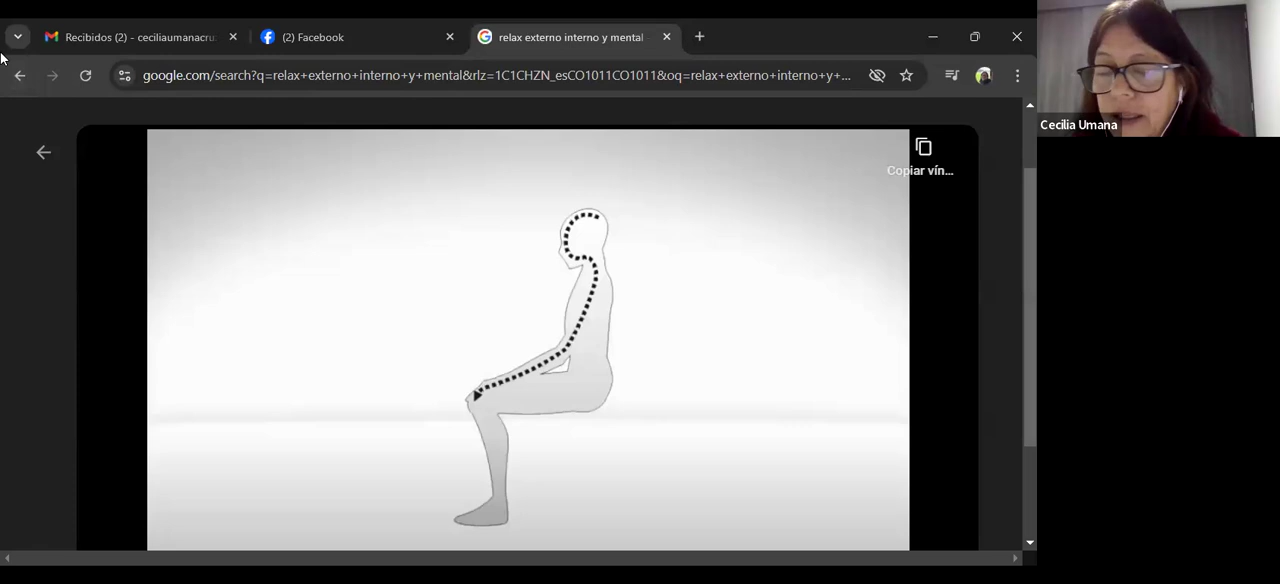 Recibidos (2) - ceciliaumanacru
(2) Facebook
relax externo interno y mental
google.com/search?q=relax+externo+interno+y+mental&rlz=1C1CHZN_esCO1011CO1011&oq=relax+externo+interno+y+...
Copiar vín...
Cecilia Umana